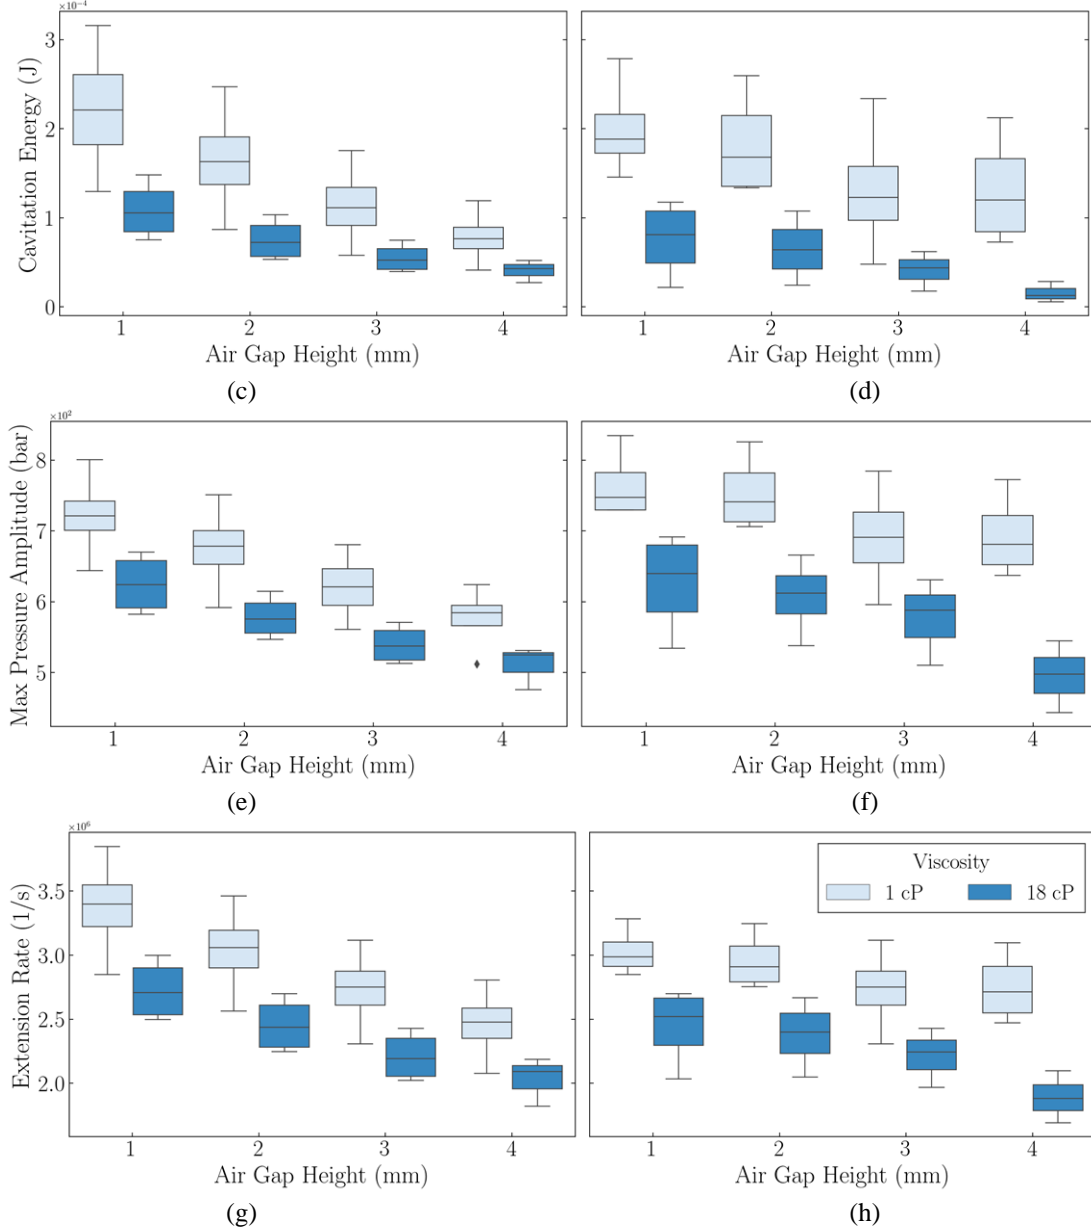 ×10⁻⁴
Cavitation Energy (J)
3
2
1
0
1 2 3 4
1 2 3 4
Air Gap Height (mm)
Air Gap Height (mm)
(c)
(d)
×10²
Max Pressure Amplitude (bar)
8
7
6
5
1 2 3 4
1 2 3 4
Air Gap Height (mm)
Air Gap Height (mm)
(e)
(f)
×10⁶
Extension Rate (1/s)
3.5
3.0
2.5
2.0
Viscosity
1 cP 18 cP
1 2 3 4
1 2 3 4
Air Gap Height (mm)
Air Gap Height (mm)
(g)
(h)